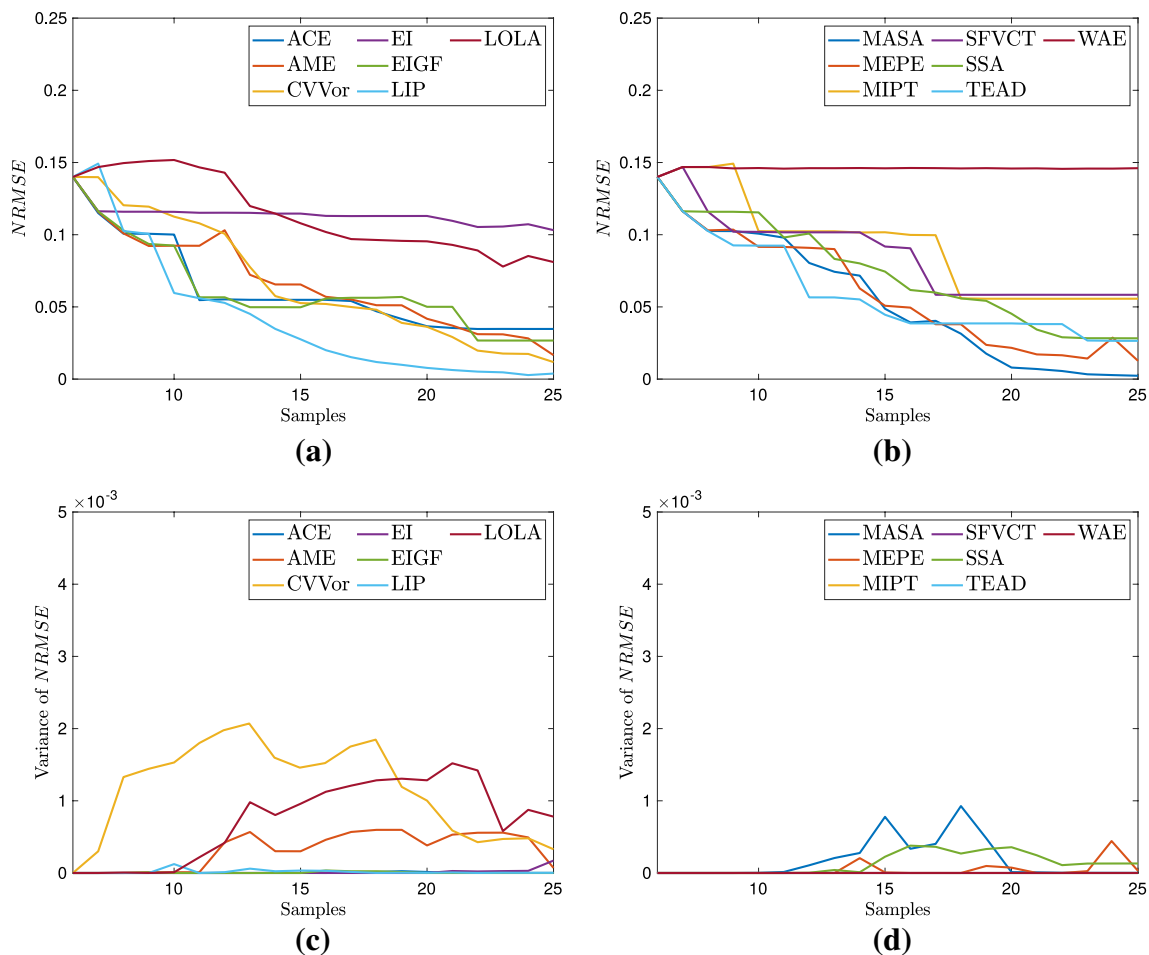 0.25
0.2
0.15
0.1
0.05
0
NRMSE
ACE EI LOLA
AME EIGF
CVVor LIP
10 15 20 25
Samples
(a)
0.25
0.2
0.15
0.1
0.05
0
NRMSE
MASA SFVCT WAE
MEPE SSA
MIPT TEAD
10 15 20 25
Samples
(b)
×10⁻³
5
4
3
2
1
0
Variance of NRMSE
ACE EI LOLA
AME EIGF
CVVor LIP
10 15 20 25
Samples
(c)
×10⁻³
5
4
3
2
1
0
Variance of NRMSE
MASA SFVCT WAE
MEPE SSA
MIPT TEAD
10 15 20 25
Samples
(d)